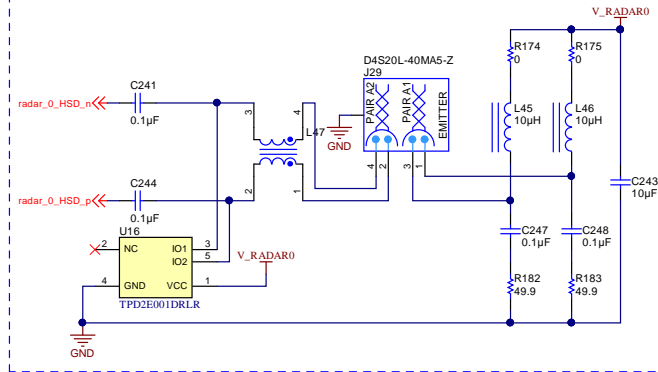 V_RADAR0
R174
0
R175
0
D4S20L-40MA5-Z
J29
PAIR A2
PAIR A1
EMITTER
C241
0.1µF
radar_0_HSD_n
3
4
L47
2
1
GND
4
2
3
1
L45
10µH
L46
10µH
C243
10µF
C244
0.1µF
radar_0_HSD_p
C247
0.1µF
C248
0.1µF
U16
2
NC
IO1
3
IO2
5
4
GND
VCC
1
TPD2E001DRLR
V_RADAR0
R182
49.9
R183
49.9
GND